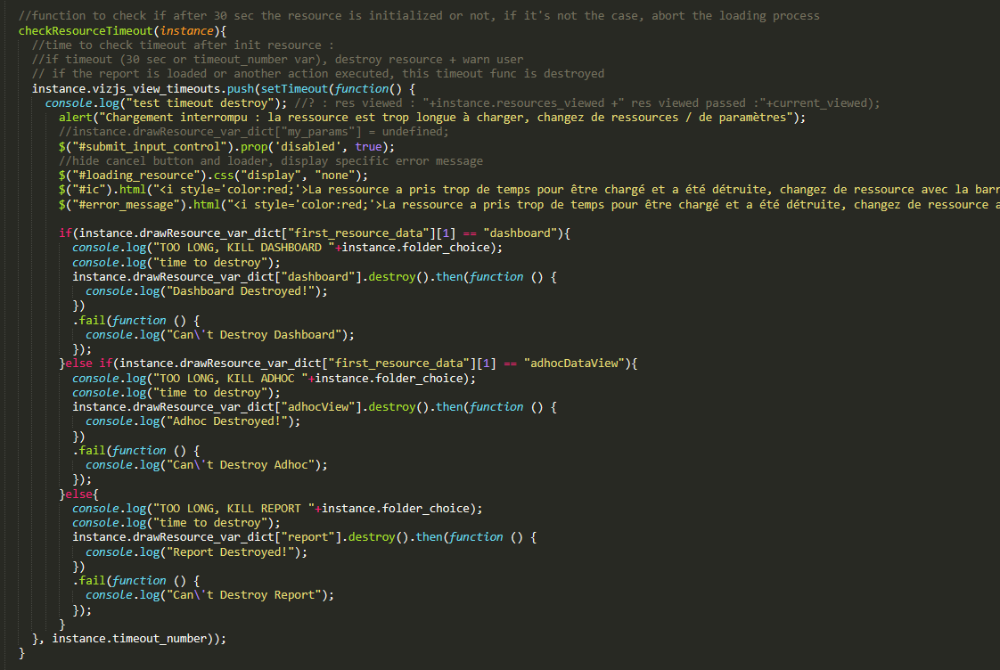 //function to check if after 30 sec the resource is initialized or not, if it's not the case, abort the loading process
checkResourceTimeout(instance){
//time to check timeout after init resource :
//if timeout (30 sec or timeout_number var), destroy resource + warn user
// if the report is loaded or another action executed, this timeout func is destroyed
instance.vizjs_view_timeouts.push(setTimeout(function() {
console.log("test timeout destroy"); //? : res viewed : "+instance.resources_viewed +" res viewed passed :"+current_viewed);
alert("Chargement interrompu : la ressource est trop longue à charger, changez de ressources / de paramètres");
//instance.drawResource_var_dict["my_params"] = undefined;
$("#submit_input_control").prop('disabled', true);
//hide cancel button and loader, display specific error message
$("#loading_resource").css("display", "none");
$("#ic").html("<i style='color:red;'>La ressource a pris trop de temps pour être chargé et a été détruite, changez de ressource avec la barr
$("#error_message").html("<i style='color:red;'>La ressource a pris trop de temps pour être chargé et a été détruite, changez de ressource a
if(instance.drawResource_var_dict["first_resource_data"][1] == "dashboard"){
console.log("TOO LONG, KILL DASHBOARD "+instance.folder_choice);
console.log("time to destroy");
instance.drawResource_var_dict["dashboard"].destroy().then(function () {
console.log("Dashboard Destroyed!");
})
.fail(function () {
console.log("Can\'t Destroy Dashboard");
});
}else if(instance.drawResource_var_dict["first_resource_data"][1] == "adhocDataView"){
console.log("TOO LONG, KILL ADHOC "+instance.folder_choice);
console.log("time to destroy");
instance.drawResource_var_dict["adhocView"].destroy().then(function () {
console.log("Adhoc Destroyed!");
})
.fail(function () {
console.log("Can\'t Destroy Adhoc");
});
}else{
console.log("TOO LONG, KILL REPORT "+instance.folder_choice);
console.log("time to destroy");
instance.drawResource_var_dict["report"].destroy().then(function () {
console.log("Report Destroyed!");
})
.fail(function () {
console.log("Can\'t Destroy Report");
});
}
}, instance.timeout_number));
}